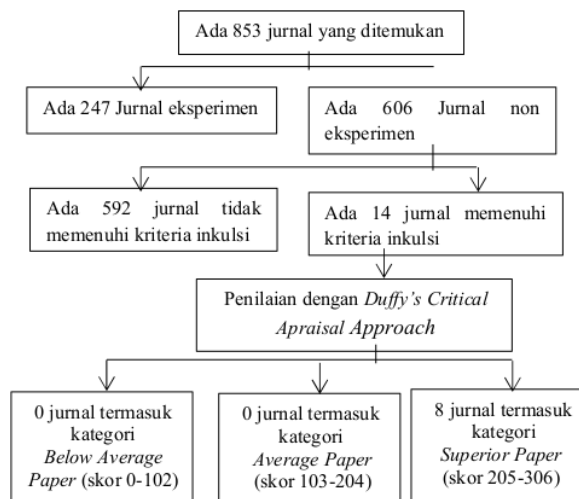 Ada 853 jurnal yang ditemukan
Ada 247 Jurnal eksperimen
Ada 606 Jurnal non
eksperimen
Ada 592 jurnal tidak
memenuhi kriteria inkulsi
Ada 14 jurnal memenuhi
kriteria inkulsi
Penilaian dengan Duffy's Critical
Apraisal Approach
0 jurnal termasuk
kategori
Below Average
Paper (skor 0-102)
0 jurnal termasuk
kategori
Average Paper
(skor 103-204)
8 jurnal termasuk
kategori
Superior Paper
(skor 205-306)